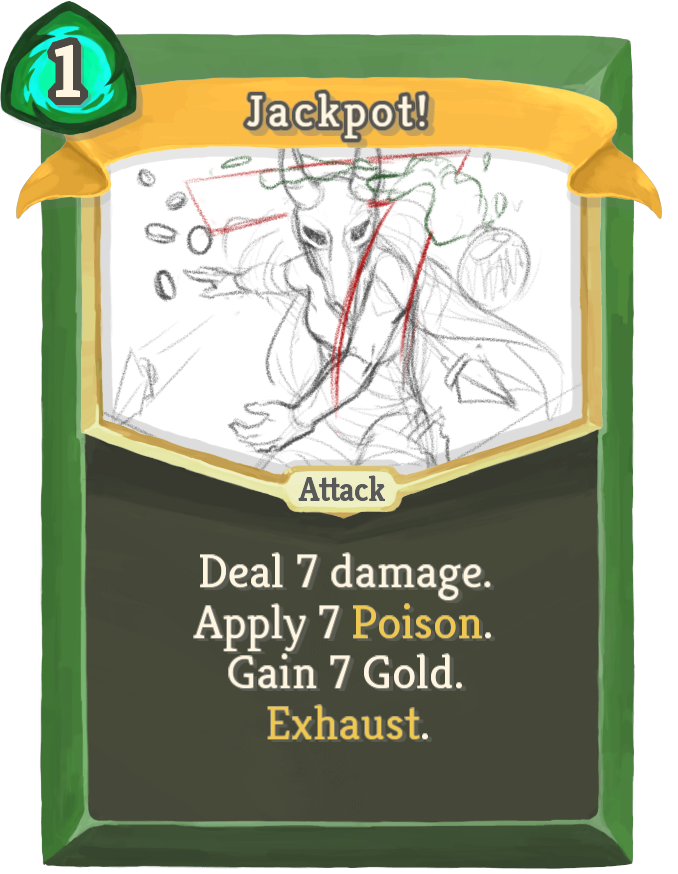 1
Jackpot!
Attack
Deal 7 damage.
Apply 7 Poison.
Gain 7 Gold.
Exhaust.